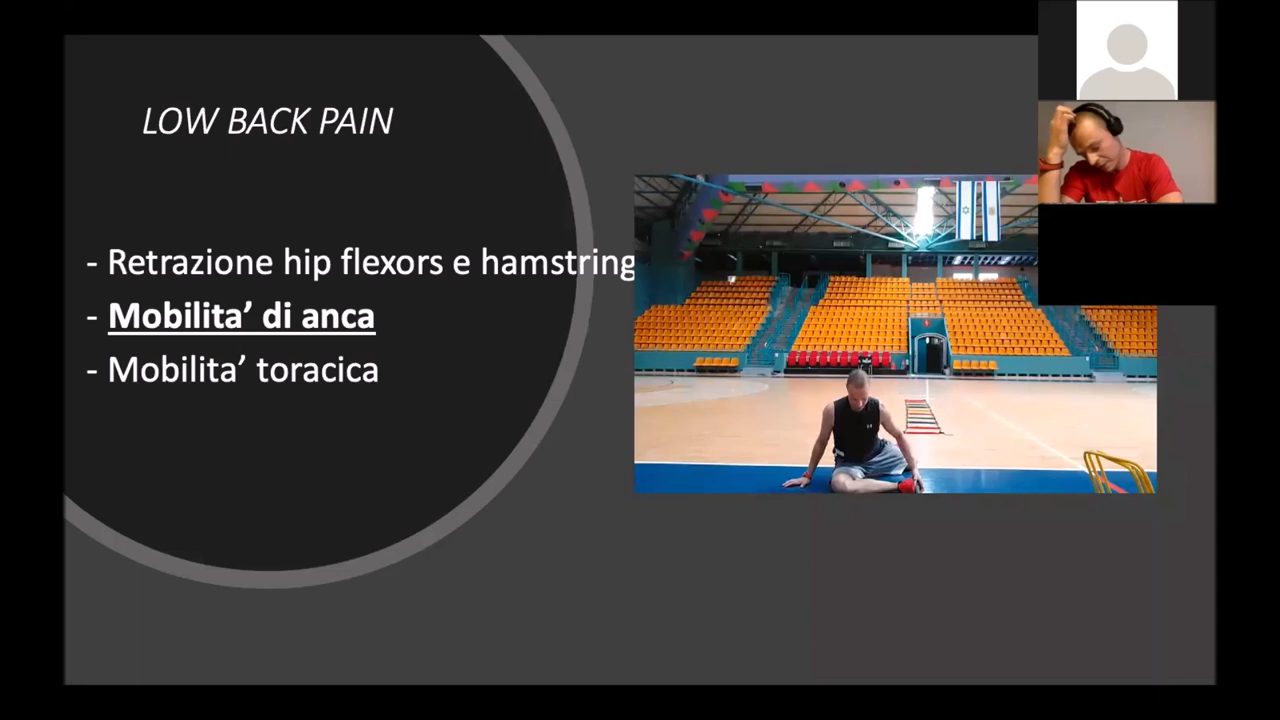 LOW BACK PAIN
- Retrazione hip flexors e hamstring
- Mobilita’ di anca
- Mobilita’ toracica